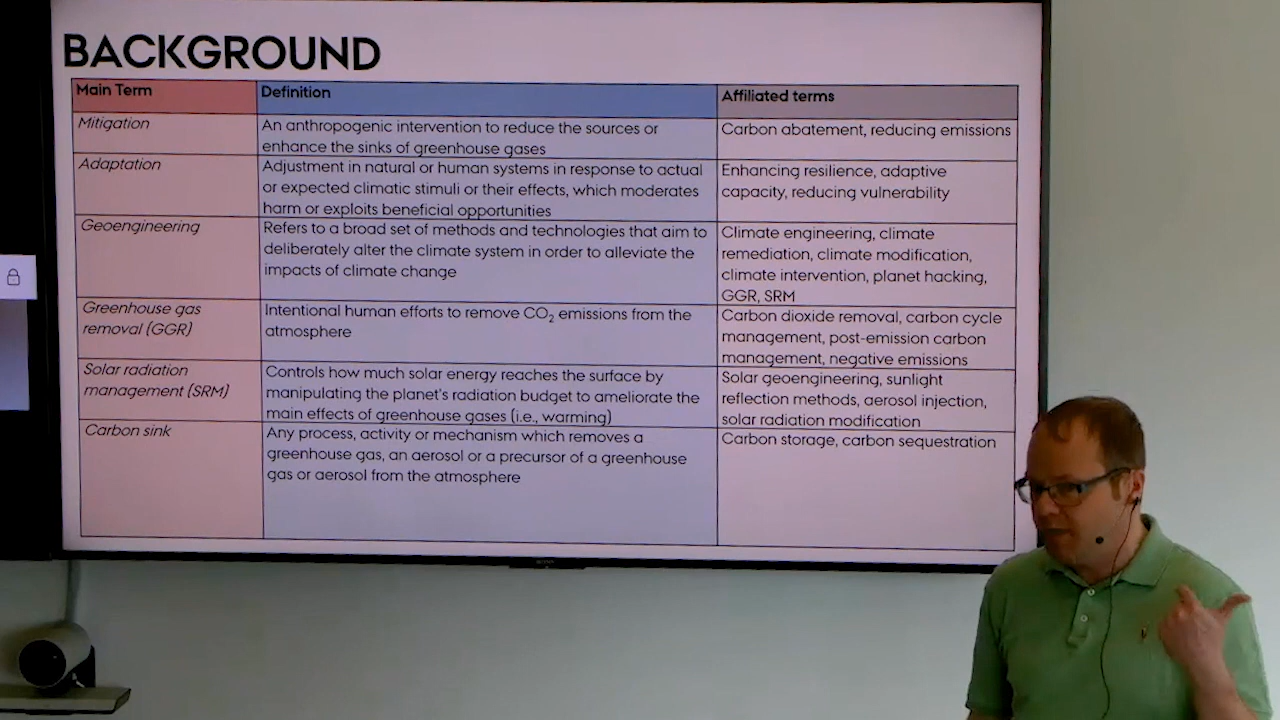 BACKGROUND
Main Term
Definition
Affiliated terms
Mitigation
An anthropogenic intervention to reduce the sources or
enhance the sinks of greenhouse gases
Carbon abatement, reducing emissions
Adaptation
Adjustment in natural or human systems in response to actual
or expected climatic stimuli or their effects, which moderates
harm or exploits beneficial opportunities
Enhancing resilience, adaptive
capacity, reducing vulnerability
Geoengineering
Refers to a broad set of methods and technologies that aim to
deliberately alter the climate system in order to alleviate the
impacts of climate change
Climate engineering, climate
remediation, climate modification,
climate intervention, planet hacking,
GGR, SRM
Greenhouse gas
removal (GGR)
Intentional human efforts to remove CO₂ emissions from the
atmosphere
Carbon dioxide removal, carbon cycle
management, post-emission carbon
management, negative emissions
Solar radiation
management (SRM)
Controls how much solar energy reaches the surface by
manipulating the planet's radiation budget to ameliorate the
main effects of greenhouse gases (i.e., warming)
Solar geoengineering, sunlight
reflection methods, aerosol injection,
solar radiation modification
Carbon sink
Any process, activity or mechanism which removes a
greenhouse gas, an aerosol or a precursor of a greenhouse
gas or aerosol from the atmosphere
Carbon storage, carbon sequestration
SONY